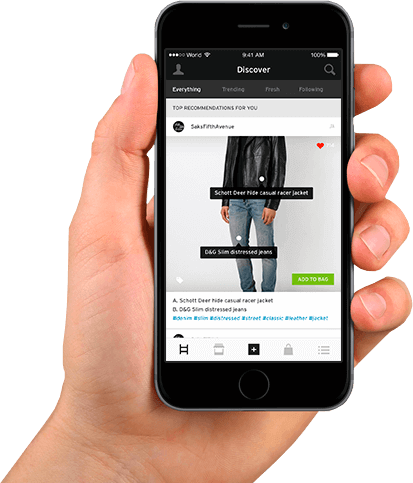 World 9:41 AM 100%
Discover
Everything Trending Fresh Following
TOP RECOMMENDATIONS FOR YOU
SaksFifthAvenue
Schott Deer hide casual racer jacket
D&G Slim distressed jeans
ADD TO BAG
A. Schott Deer hide casual racer jacket
B. D&G Slim distressed jeans
#denim #slim #distressed #street #classic #leather #jacket